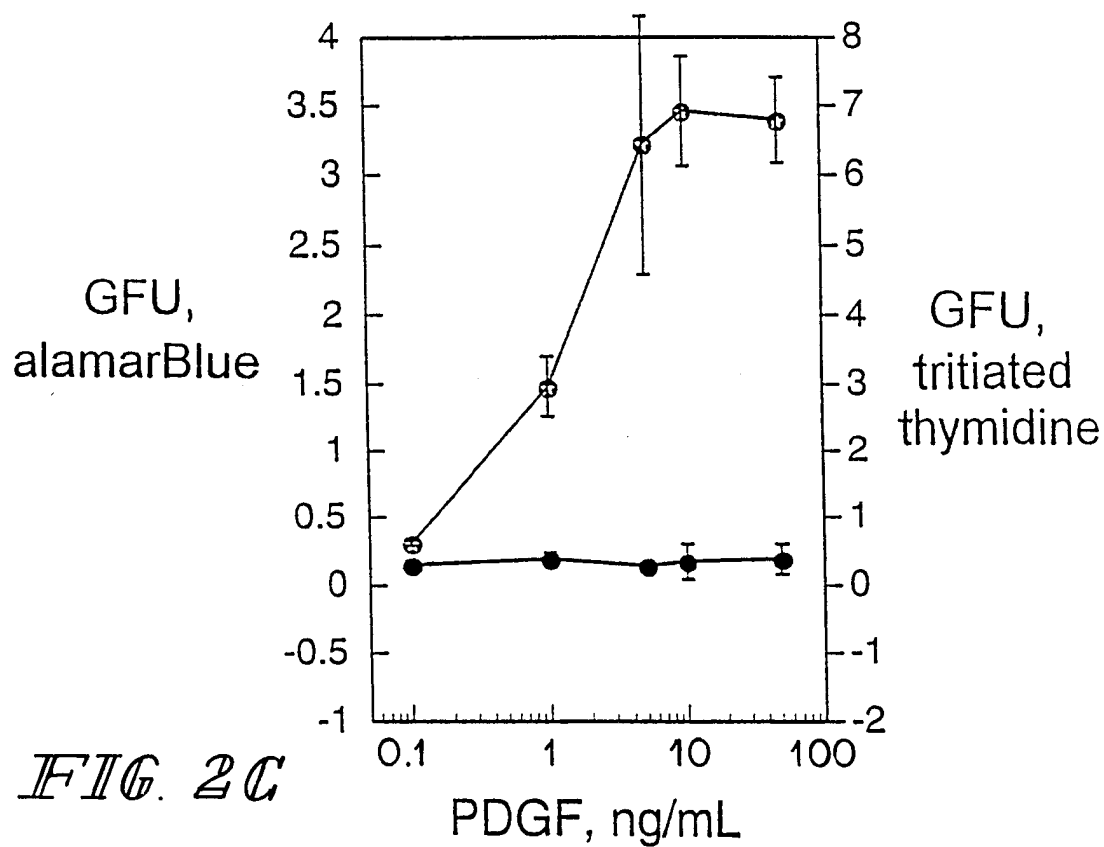 4
3.5
3
2.5
2
1.5
1
0.5
0
-0.5
-1
GFU,
alamarBlue
8
7
6
5
4
3
2
1
0
-1
-2
GFU,
tritiated
thymidine
0.1 1 10 100
PDGF, ng/mL
FIG. 2C